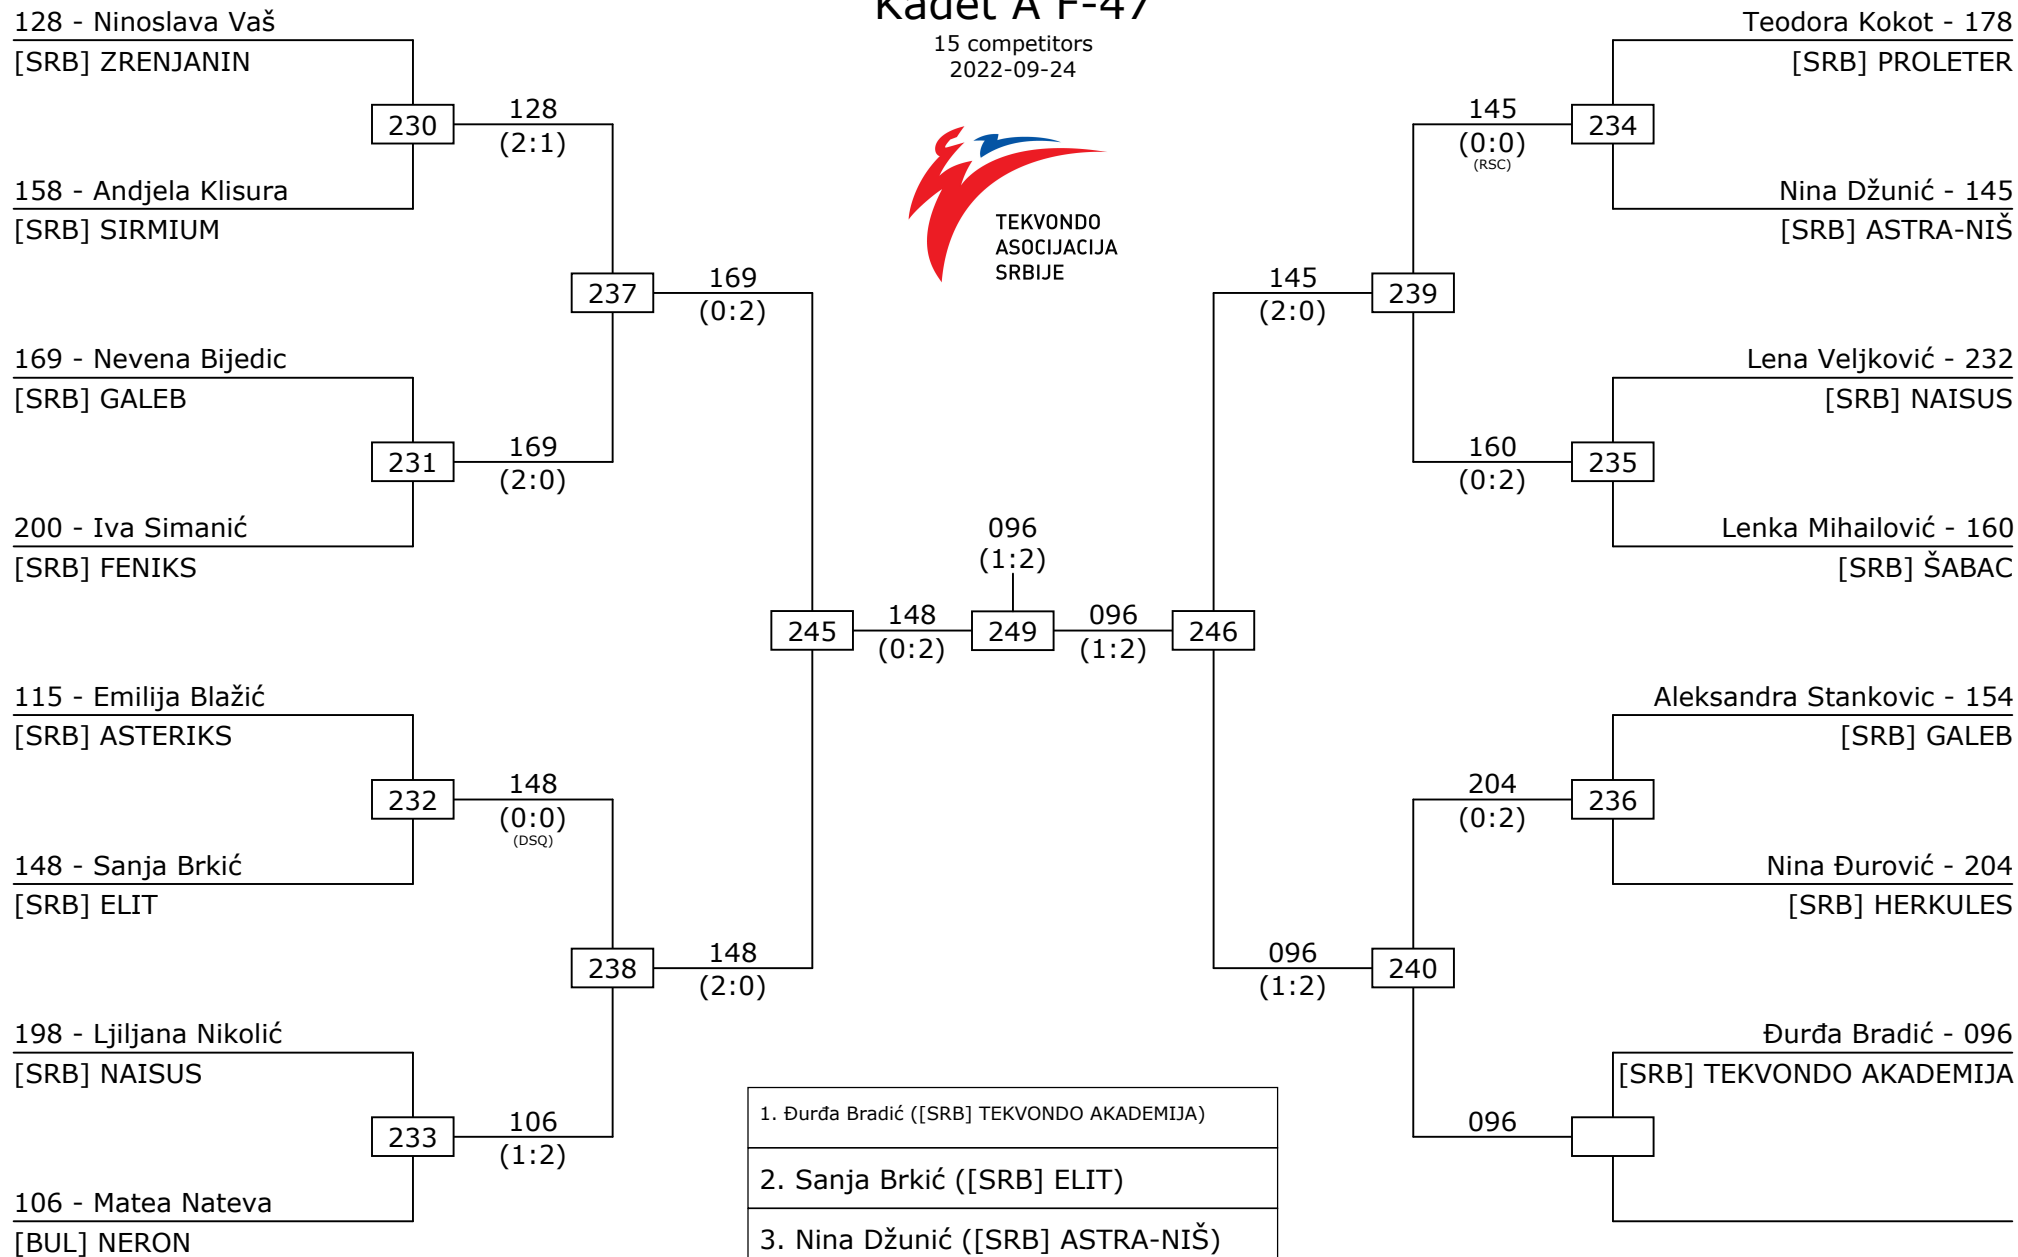 Kadet A F-47
15 competitors
2022-09-24
TEKVONDO
ASOCIJACIJA
SRBIJE
128 - Ninoslava Vaš
[SRB] ZRENJANIN
230
128
(2:1)
158 - Andjela Klisura
[SRB] SIRMIUM
237
169
(0:2)
169 - Nevena Bijedic
[SRB] GALEB
231
169
(2:0)
200 - Iva Simanić
[SRB] FENIKS
245
148
(0:2)
115 - Emilija Blažić
[SRB] ASTERIKS
232
148
(0:0)
(DSQ)
148 - Sanja Brkić
[SRB] ELIT
238
148
(2:0)
198 - Ljiljana Nikolić
[SRB] NAISUS
233
106
(1:2)
106 - Matea Nateva
[BUL] NERON
096
(1:2)
249
096
(1:2)
246
Teodora Kokot - 178
[SRB] PROLETER
145
(0:0)
(RSC)
234
Nina Džunić - 145
[SRB] ASTRA-NIŠ
145
(2:0)
239
Lena Veljković - 232
[SRB] NAISUS
160
(0:2)
235
Lenka Mihailović - 160
[SRB] ŠABAC
Aleksandra Stankovic - 154
[SRB] GALEB
204
(0:2)
236
Nina Đurović - 204
[SRB] HERKULES
096
(1:2)
240
Đurđa Bradić - 096
[SRB] TEKVONDO AKADEMIJA
096
1. Đurđa Bradić ([SRB] TEKVONDO AKADEMIJA)
2. Sanja Brkić ([SRB] ELIT)
3. Nina Džunić ([SRB] ASTRA-NIŠ)